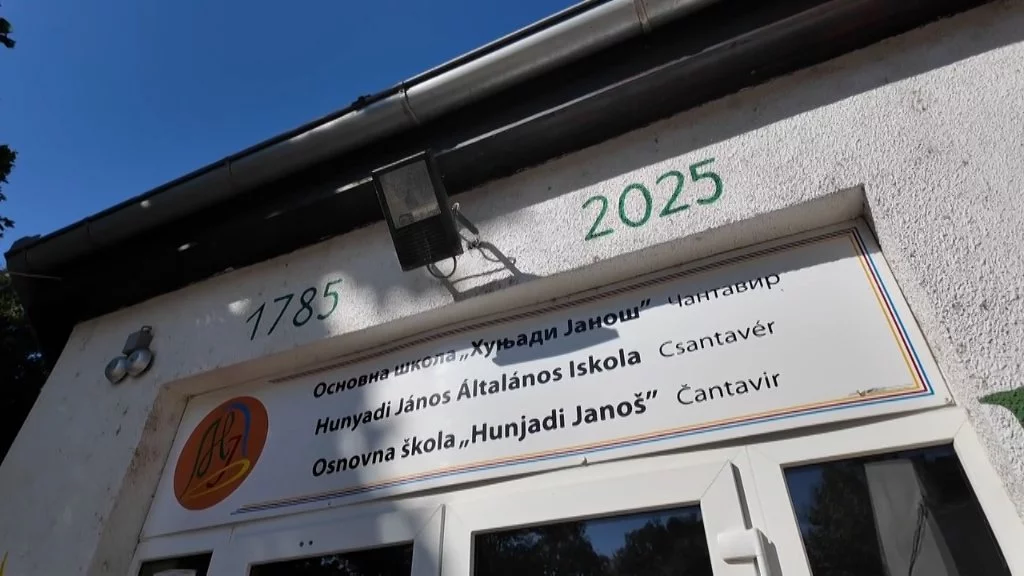 1785 2025
Основна школа „Хуњади Јанош” Чантавир
Hunyadi János Általános Iskola Csantavér
Osnovna škola „Hunjadi Janoš” Čantavir